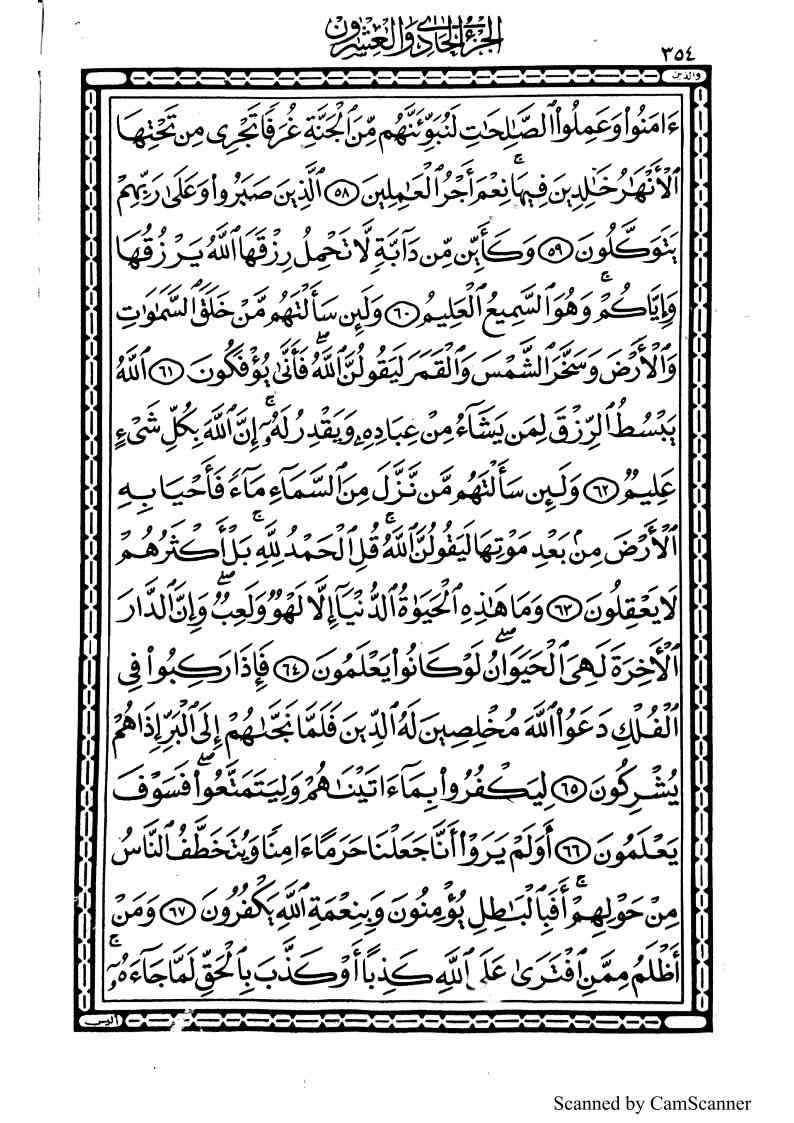 الجزء الحادي والعشرون
٣٥٤
والذين
ءَامَنُوا۟ وَعَمِلُوا۟ ٱلصَّٰلِحَٰتِ لَنُبَوِّئَنَّهُم مِّنَ ٱلْجَنَّةِ غُرَفًا تَجْرِى مِن تَحْتِهَا
ٱلْأَنْهَٰرُ خَٰلِدِينَ فِيهَا ۚ نِعْمَ أَجْرُ ٱلْعَٰمِلِينَ ٥٨ ٱلَّذِينَ صَبَرُوا۟ وَعَلَىٰ رَبِّهِمْ
يَتَوَكَّلُونَ ٥٩ وَكَأَيِّن مِّن دَآبَّةٍ لَّا تَحْمِلُ رِزْقَهَا ٱللَّهُ يَرْزُقُهَا
وَإِيَّاكُمْ ۚ وَهُوَ ٱلسَّمِيعُ ٱلْعَلِيمُ ٦٠ وَلَئِن سَأَلْتَهُم مَّنْ خَلَقَ ٱلسَّمَٰوَٰتِ
وَٱلْأَرْضَ وَسَخَّرَ ٱلشَّمْسَ وَٱلْقَمَرَ لَيَقُولُنَّ ٱللَّهُ ۖ فَأَنَّىٰ يُؤْفَكُونَ ٦١ ٱللَّهُ
يَبْسُطُ ٱلرِّزْقَ لِمَن يَشَآءُ مِنْ عِبَادِهِۦ وَيَقْدِرُ لَهُۥٓ ۚ إِنَّ ٱللَّهَ بِكُلِّ شَىْءٍ
عَلِيمٌ ٦٢ وَلَئِن سَأَلْتَهُم مَّن نَّزَّلَ مِنَ ٱلسَّمَآءِ مَآءً فَأَحْيَا بِهِ
ٱلْأَرْضَ مِنۢ بَعْدِ مَوْتِهَا لَيَقُولُنَّ ٱللَّهُ ۚ قُلِ ٱلْحَمْدُ لِلَّهِ ۚ بَلْ أَكْثَرُهُمْ
لَا يَعْقِلُونَ ٦٣ وَمَا هَٰذِهِ ٱلْحَيَوٰةُ ٱلدُّنْيَآ إِلَّا لَهْوٌ وَلَعِبٌ ۚ وَإِنَّ ٱلدَّارَ
ٱلْأَخِرَةَ لَهِىَ ٱلْحَيَوَانُ ۖ لَوْ كَانُوا۟ يَعْلَمُونَ ٦٤ فَإِذَا رَكِبُوا۟ فِى
ٱلْفُلْكِ دَعَوُا۟ ٱللَّهَ مُخْلِصِينَ لَهُ ٱلدِّينَ فَلَمَّا نَجَّىٰهُمْ إِلَى ٱلْبَرِّ إِذَا هُمْ
يُشْرِكُونَ ٦٥ لِيَكْفُرُوا۟ بِمَآ ءَاتَيْنَٰهُمْ وَلِيَتَمَتَّعُوا۟ ۖ فَسَوْفَ
يَعْلَمُونَ ٦٦ أَوَلَمْ يَرَوْا۟ أَنَّا جَعَلْنَا حَرَمًا ءَامِنًا وَيُتَخَطَّفُ ٱلنَّاسُ
مِنْ حَوْلِهِمْ ۚ أَفَبِٱلْبَٰطِلِ يُؤْمِنُونَ وَبِنِعْمَةِ ٱللَّهِ يَكْفُرُونَ ٦٧ وَمَنْ
أَظْلَمُ مِمَّنِ ٱفْتَرَىٰ عَلَى ٱللَّهِ كَذِبًا أَوْ كَذَّبَ بِٱلْحَقِّ لَمَّا جَآءَهُۥٓ ۚ
أليس
Scanned by CamScanner